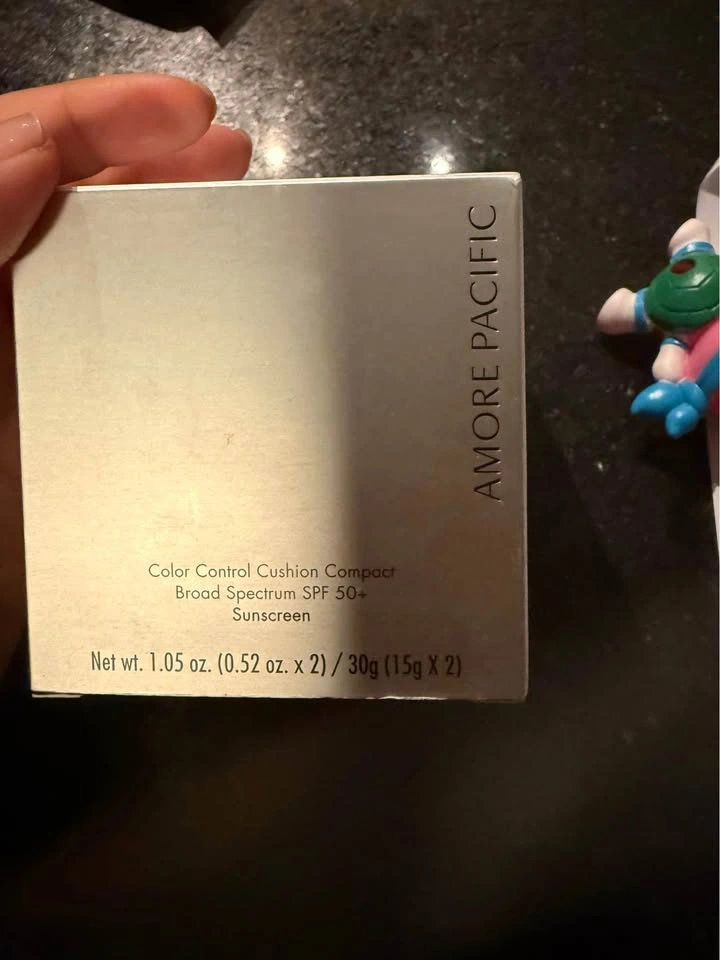 AMORE PACIFIC
Color Control Cushion Compact
Broad Spectrum SPF 50+
Sunscreen
Net wt. 1.05 oz. (0.52 oz. x 2) / 30g (15g X 2)